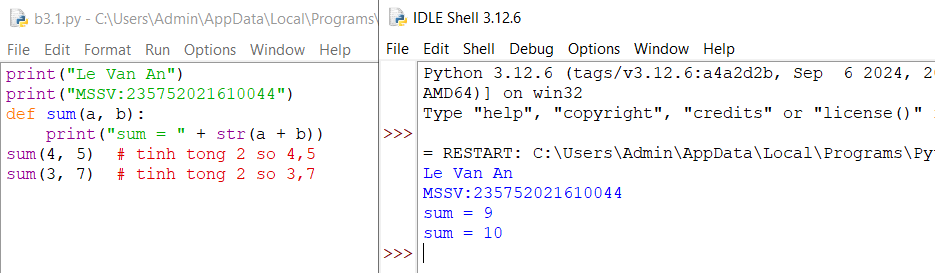 b3.1.py - C:\Users\Admin\AppData\Local\Programs\
File Edit Format Run Options Window Help
print("Le Van An")
print("MSSV:235752021610044")
def sum(a, b):
    print("sum = " + str(a + b))
sum(4, 5)  # tinh tong 2 so 4,5
sum(3, 7)  # tinh tong 2 so 3,7
IDLE Shell 3.12.6
File Edit Shell Debug Options Window Help
Python 3.12.6 (tags/v3.12.6:a4a2d2b, Sep  6 2024, 2
AMD64)] on win32
Type "help", "copyright", "credits" or "license()"
>>>
= RESTART: C:\Users\Admin\AppData\Local\Programs\Py
Le Van An
MSSV:235752021610044
sum = 9
sum = 10
>>>